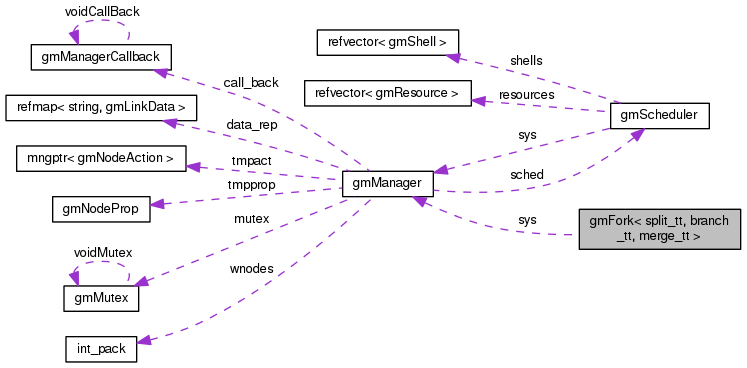 voidCallBack
refvector< gmShell >
gmManagerCallback
shells
call_back
refvector< gmResource >
resources
refmap< string, gmLinkData >
gmScheduler
data_rep
sys
mngptr< gmNodeAction >
tmpact
sched
gmManager
tmpprop
gmNodeProp
mutex
sys
gmFork< split_tt, branch
_tt, merge_tt >
voidMutex
wnodes
gmMutex
int_pack